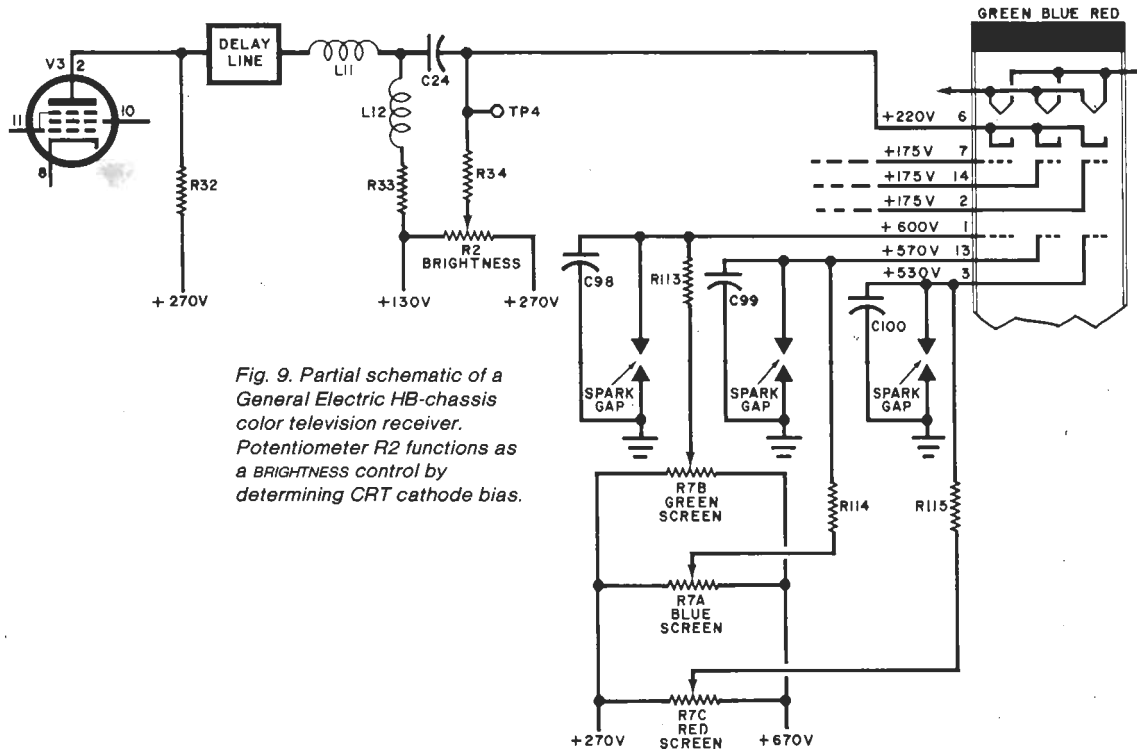 GREEN BLUE RED
V3
2
11
10
8
DELAY
LINE
L11
C24
L12
TP4
R32
R33
R34
R2
BRIGHTNESS
+270V
+130V
+270V
+220V 6
+175V 7
+175V 14
+175V 2
+600V 1
+570V 13
+530V 3
C98
R113
C99
C100
SPARK
GAP
SPARK
GAP
SPARK
GAP
Fig. 9. Partial schematic of a
General Electric HB-chassis
color television receiver.
Potentiometer R2 functions as
a BRIGHTNESS control by
determining CRT cathode bias.
R7B
GREEN
SCREEN
R114
R115
R7A
BLUE
SCREEN
R7C
RED
SCREEN
+270V
+670V